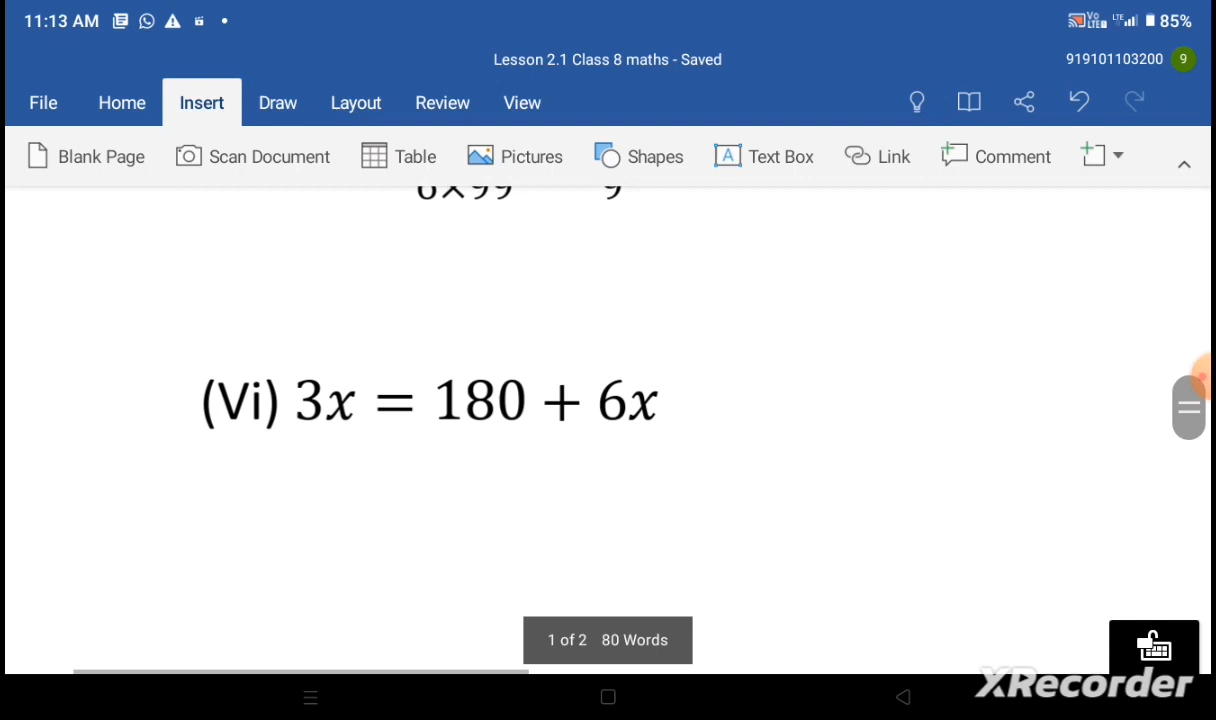 11:13 AM 85%
Lesson 2.1 Class 8 maths - Saved 919101103200 9
File Home Insert Draw Layout Review View
Blank Page Scan Document Table Pictures Shapes A Text Box Link Comment
(Vi) 3x = 180 + 6x
1 of 2 80 Words
XRecorder